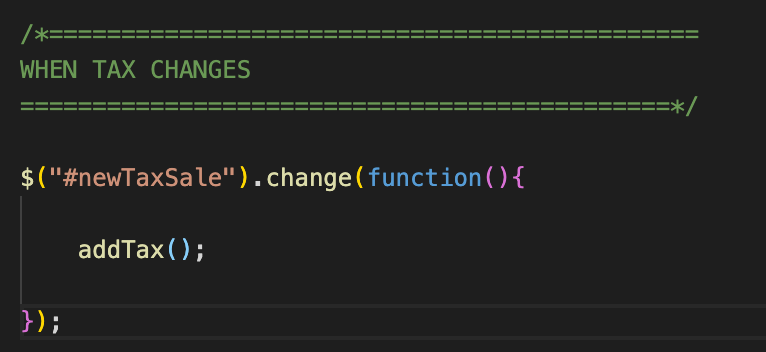 /*=============================================
WHEN TAX CHANGES
=============================================*/
$("#newTaxSale").change(function(){
addTax();
});